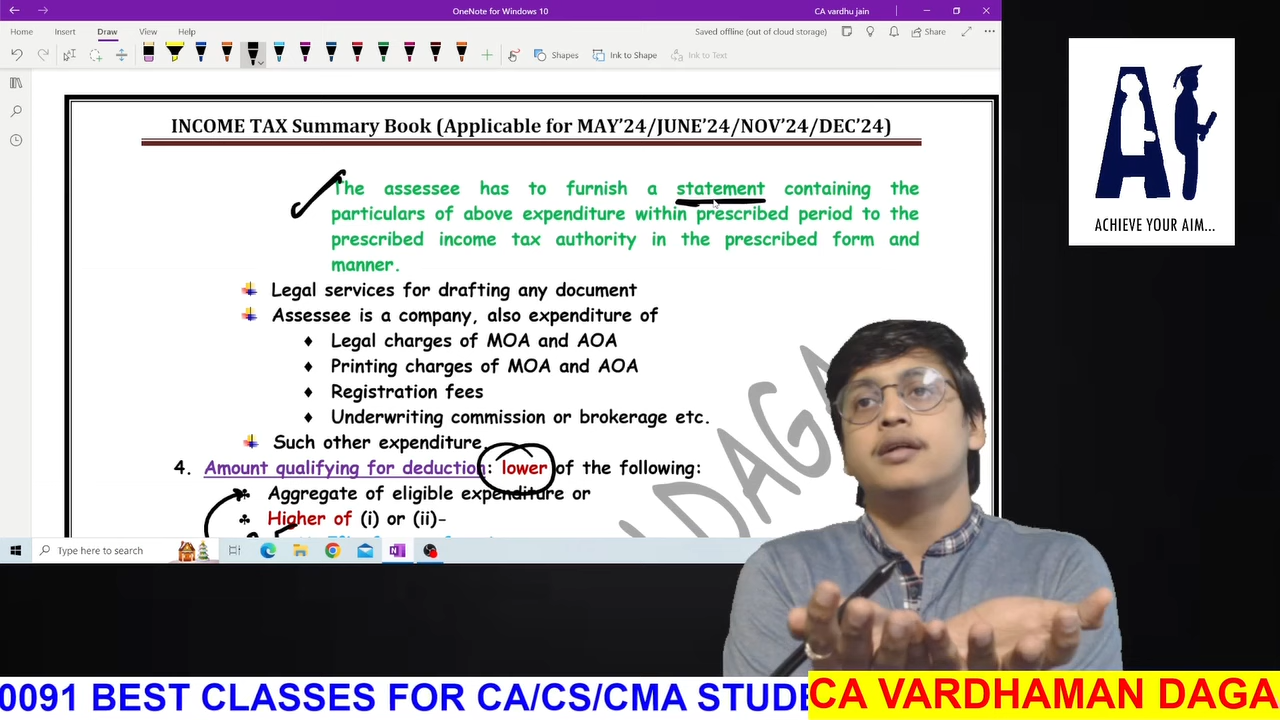 OneNote for Windows 10
CA vardhu jain
Home Insert Draw View Help
Saved offline (out of cloud storage)
Share
Shapes
Ink to Shape
Ink to Text
INCOME TAX Summary Book (Applicable for MAY'24/JUNE'24/NOV'24/DEC'24)
The assessee has to furnish a statement containing the
particulars of above expenditure within prescribed period to the
prescribed income tax authority in the prescribed form and
manner.
Legal services for drafting any document
Assessee is a company, also expenditure of
Legal charges of MOA and AOA
Printing charges of MOA and AOA
Registration fees
Underwriting commission or brokerage etc.
Such other expenditure.
4. Amount qualifying for deduction: lower of the following:
Aggregate of eligible expenditure or
Higher of (i) or (ii)-
DAGA
Type here to search
A
ACHIEVE YOUR AIM...
0091 BEST CLASSES FOR CA/CS/CMA STUDE
CA VARDHAMAN DAGA